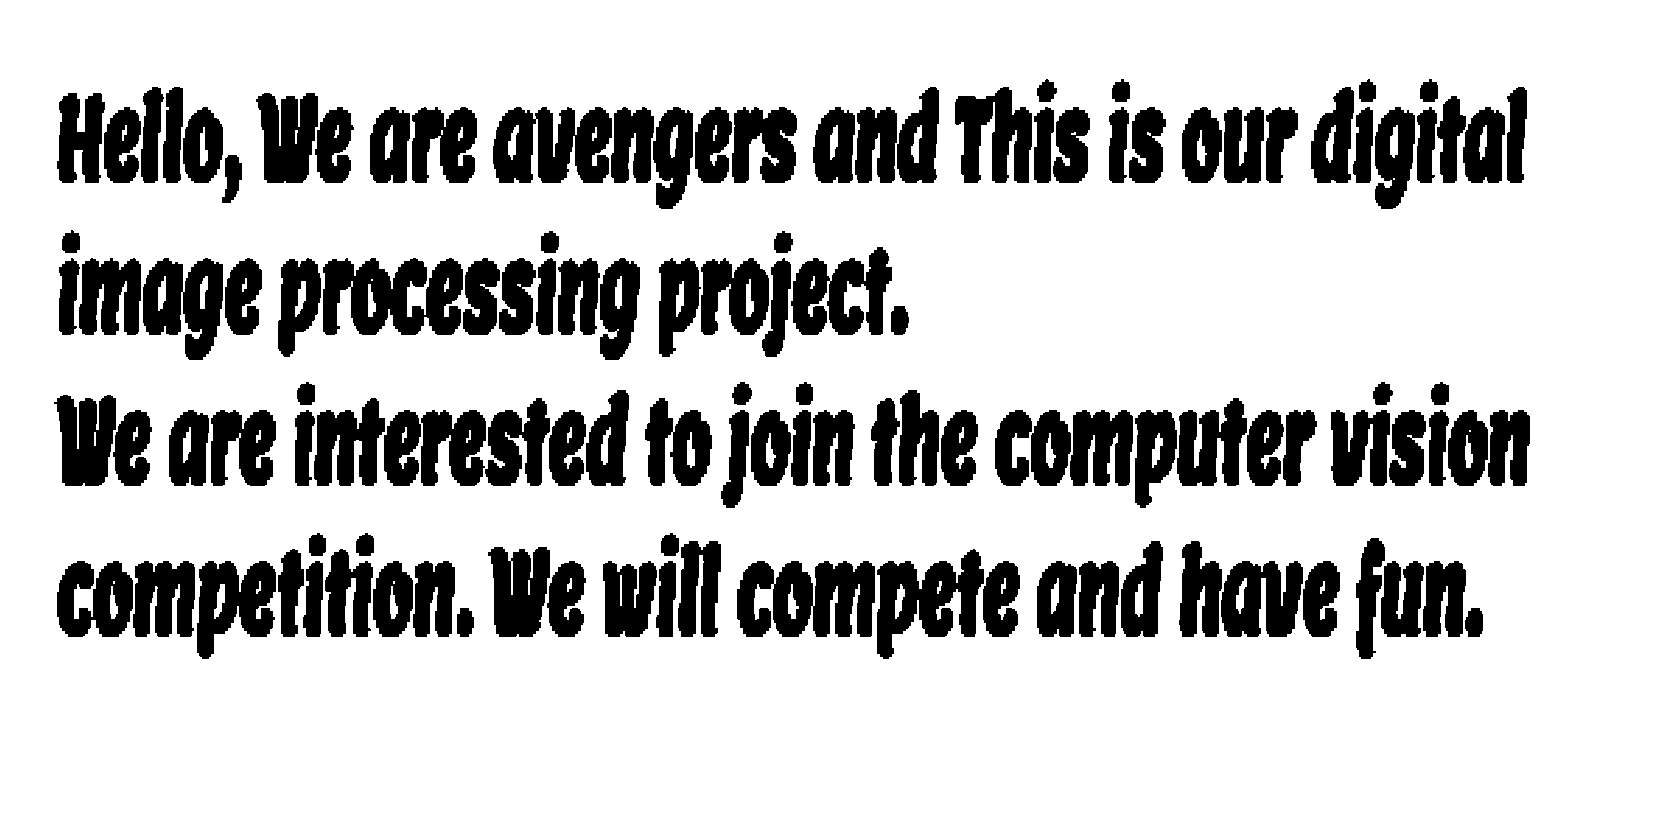 Hello, We are avengers and This is our digital
image processing project.
We are interested to join the computer vision
competition. We will compete and have fun.